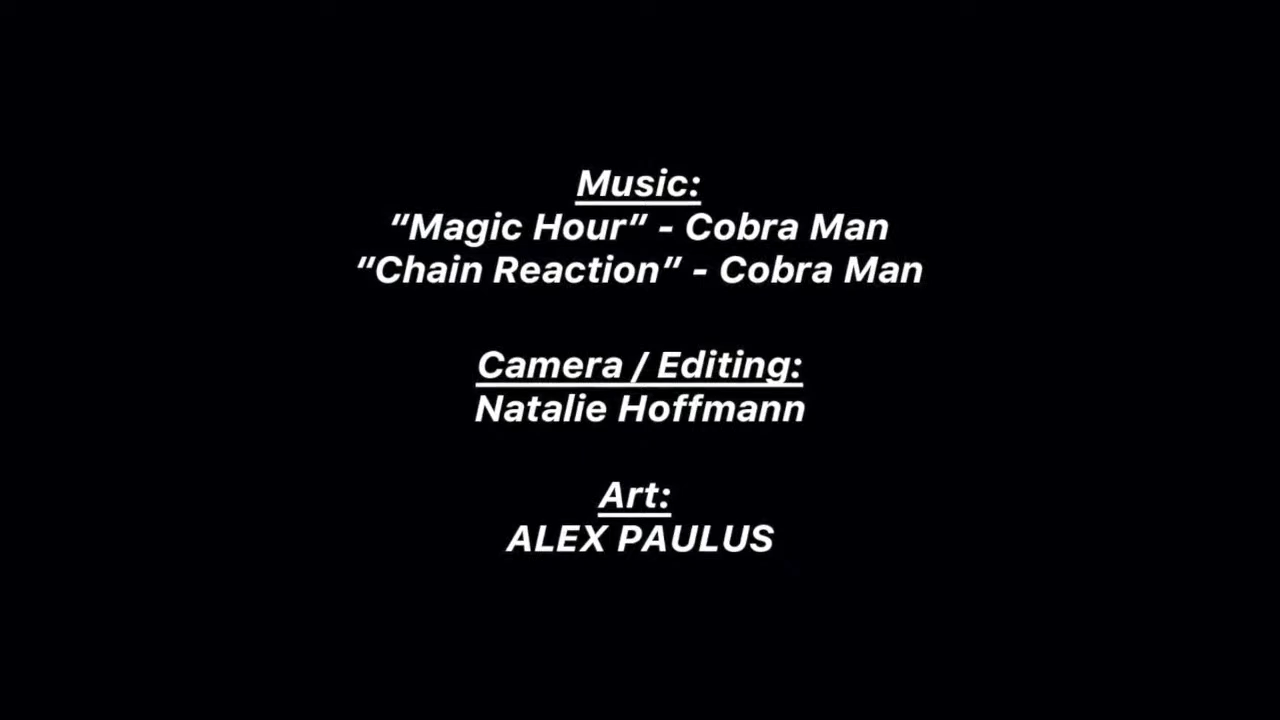 Music:
“Magic Hour” - Cobra Man
“Chain Reaction” - Cobra Man
Camera / Editing:
Natalie Hoffmann
Art:
ALEX PAULUS